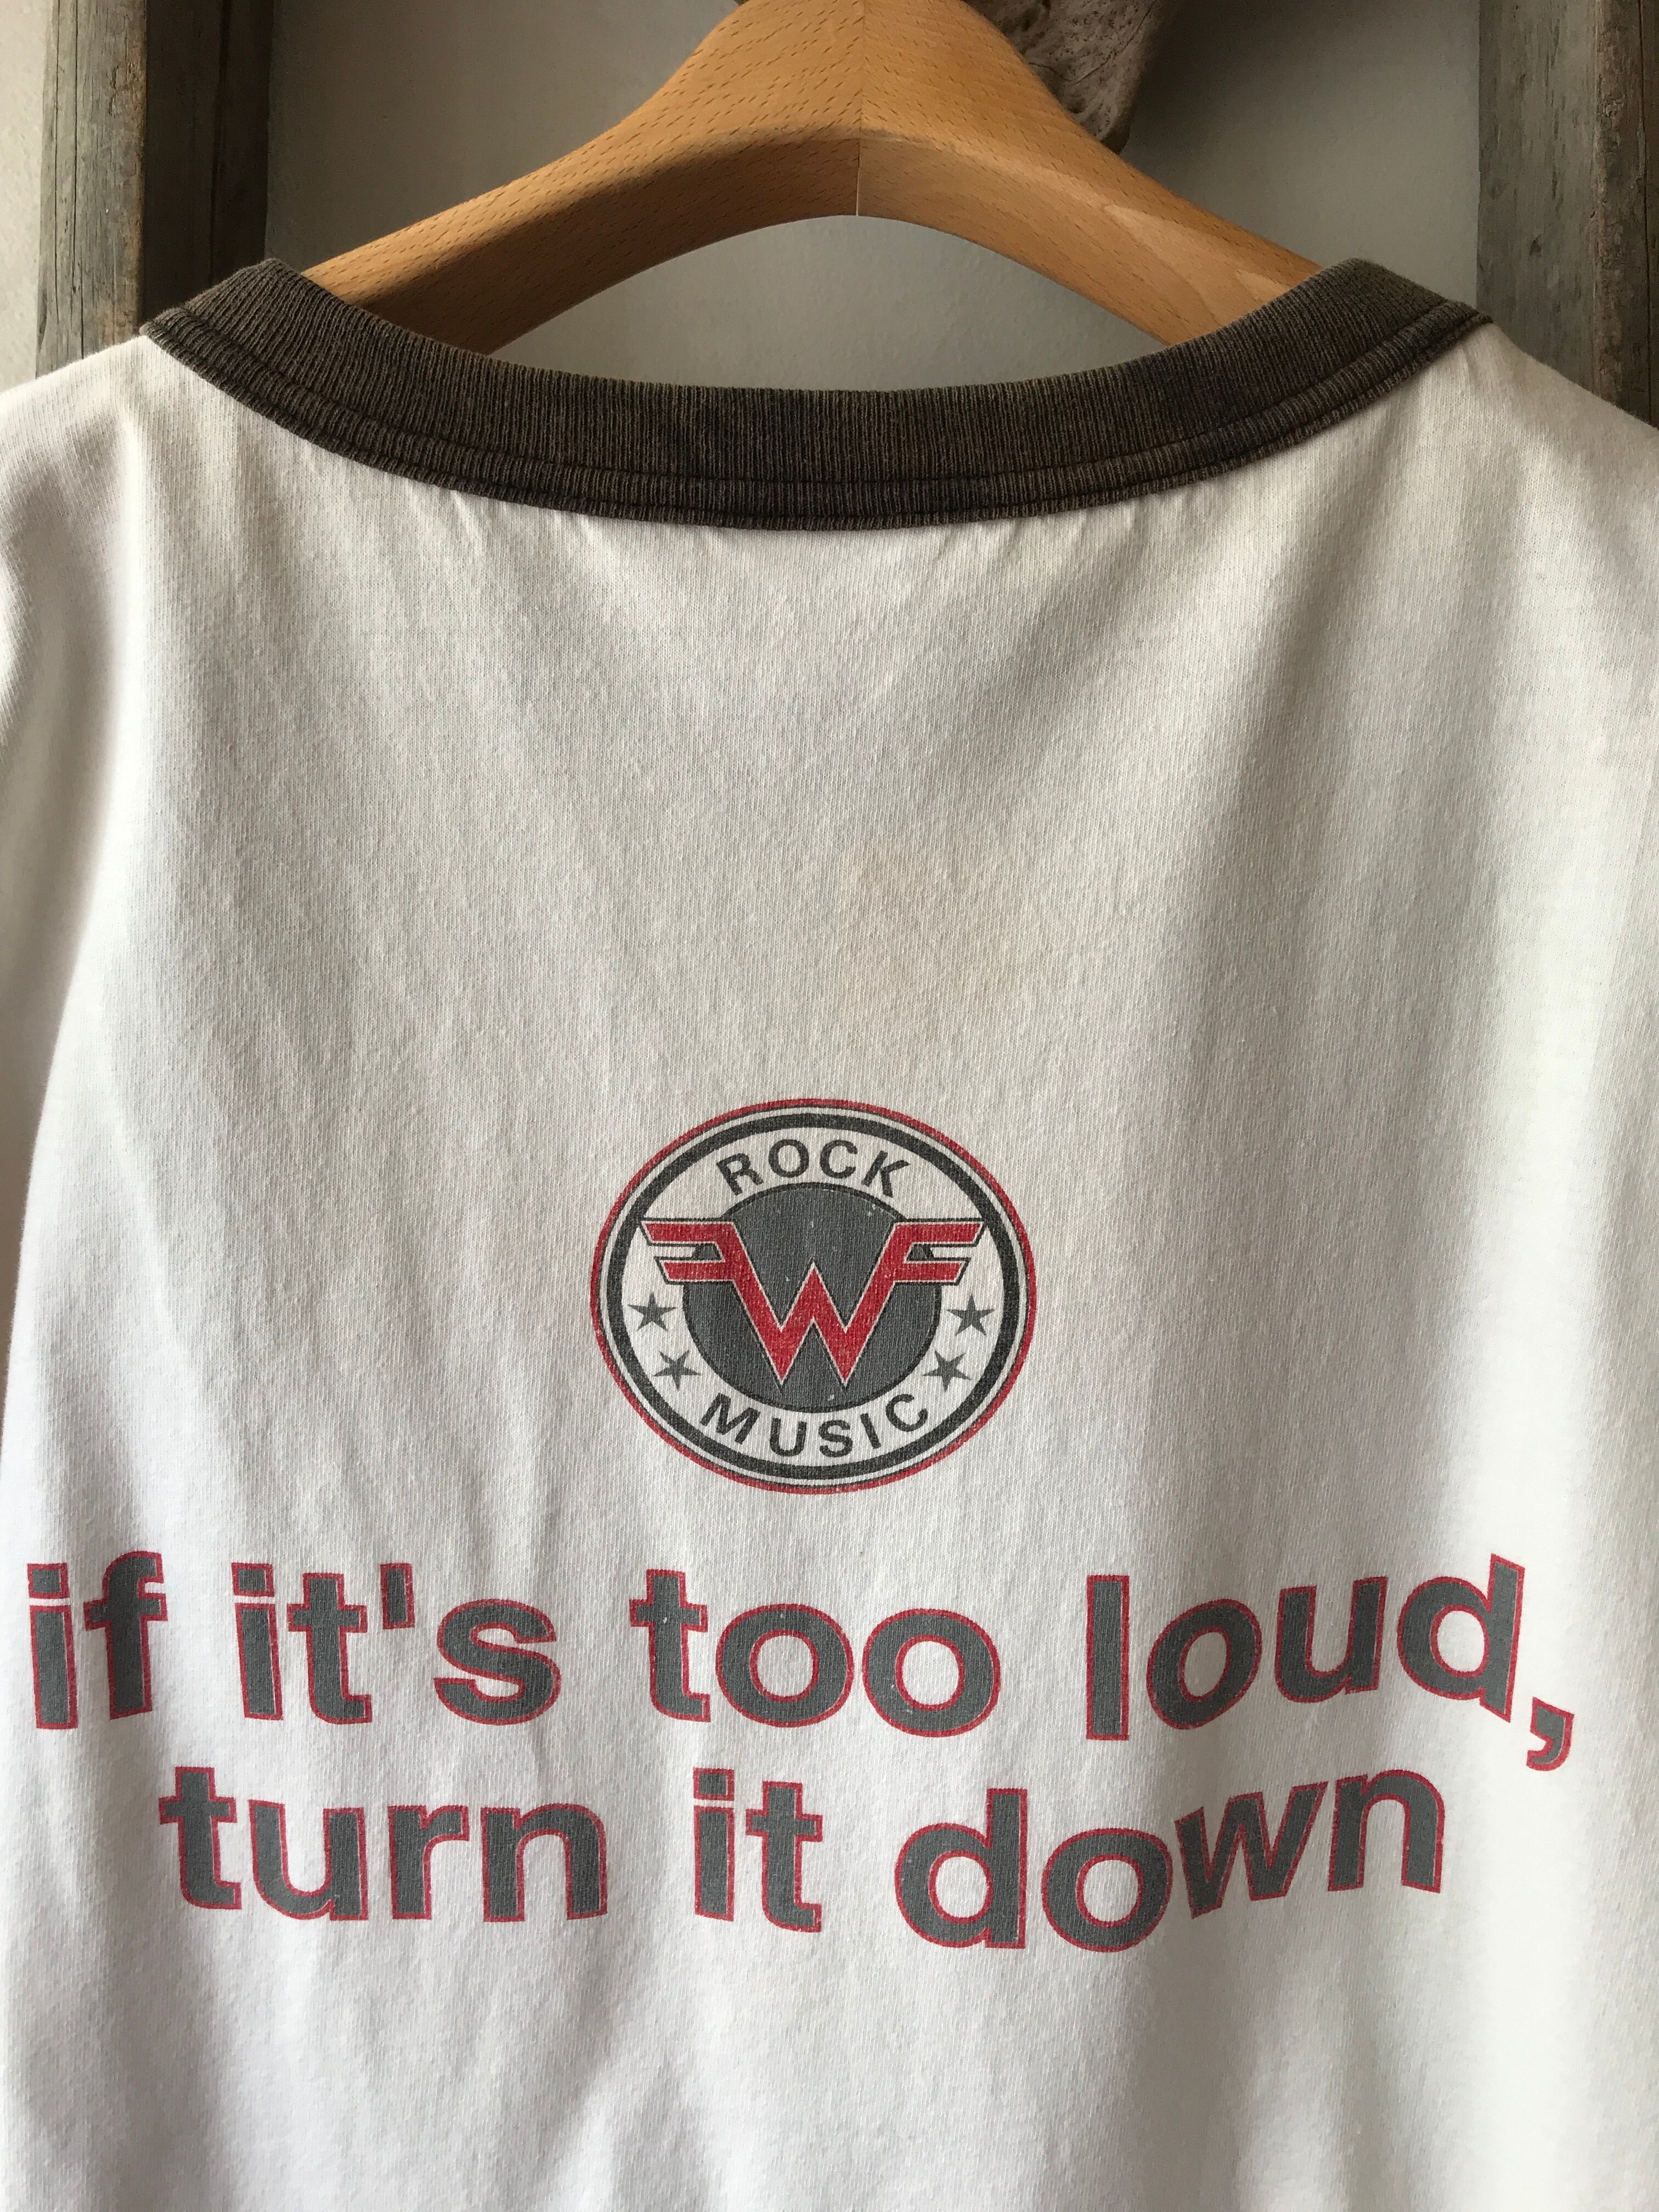 ROCK
W
MUSIC
if it's too loud,
turn it down